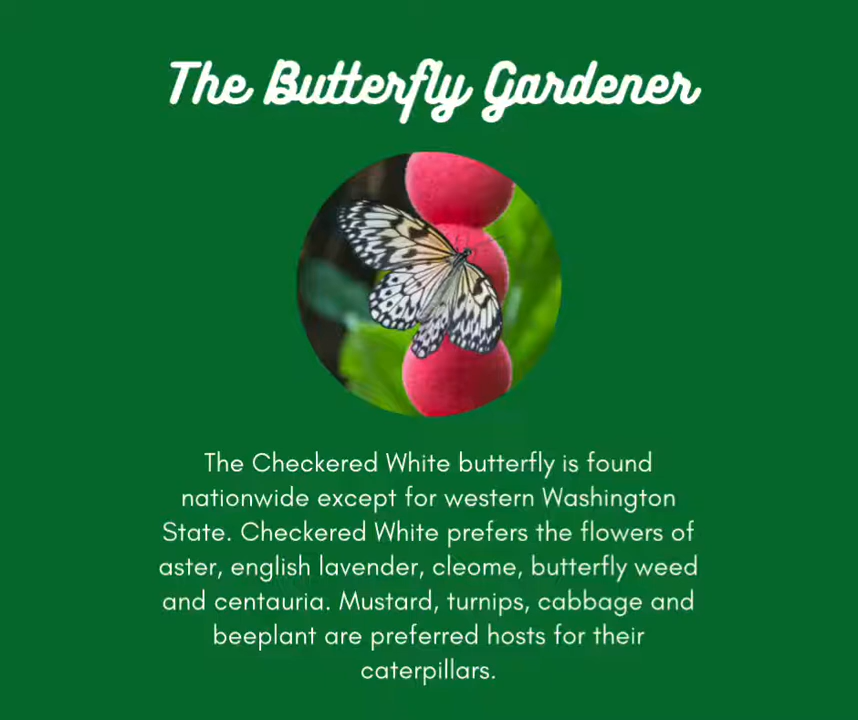 The Butterfly Gardener
The Checkered White butterfly is found
nationwide except for western Washington
State. Checkered White prefers the flowers of
aster, english lavender, cleome, butterfly weed
and centauria. Mustard, turnips, cabbage and
beeplant are preferred hosts for their
caterpillars.